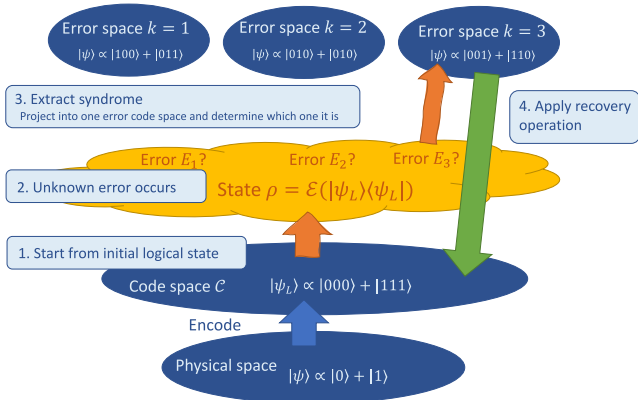 Error space k = 1
|ψ⟩ ∝ |100⟩ + |011⟩
Error space k = 2
|ψ⟩ ∝ |010⟩ + |010⟩
Error space k = 3
|ψ⟩ ∝ |001⟩ + |110⟩
3. Extract syndrome
Project into one error code space and determine which one it is
4. Apply recovery
operation
Error E₁?
Error E₂?
Error E₃?
2. Unknown error occurs
State ρ = ℰ(|ψ_L⟩⟨ψ_L|)
1. Start from initial logical state
Code space 𝒞
|ψ_L⟩ ∝ |000⟩ + |111⟩
Encode
Physical space
|ψ⟩ ∝ |0⟩ + |1⟩